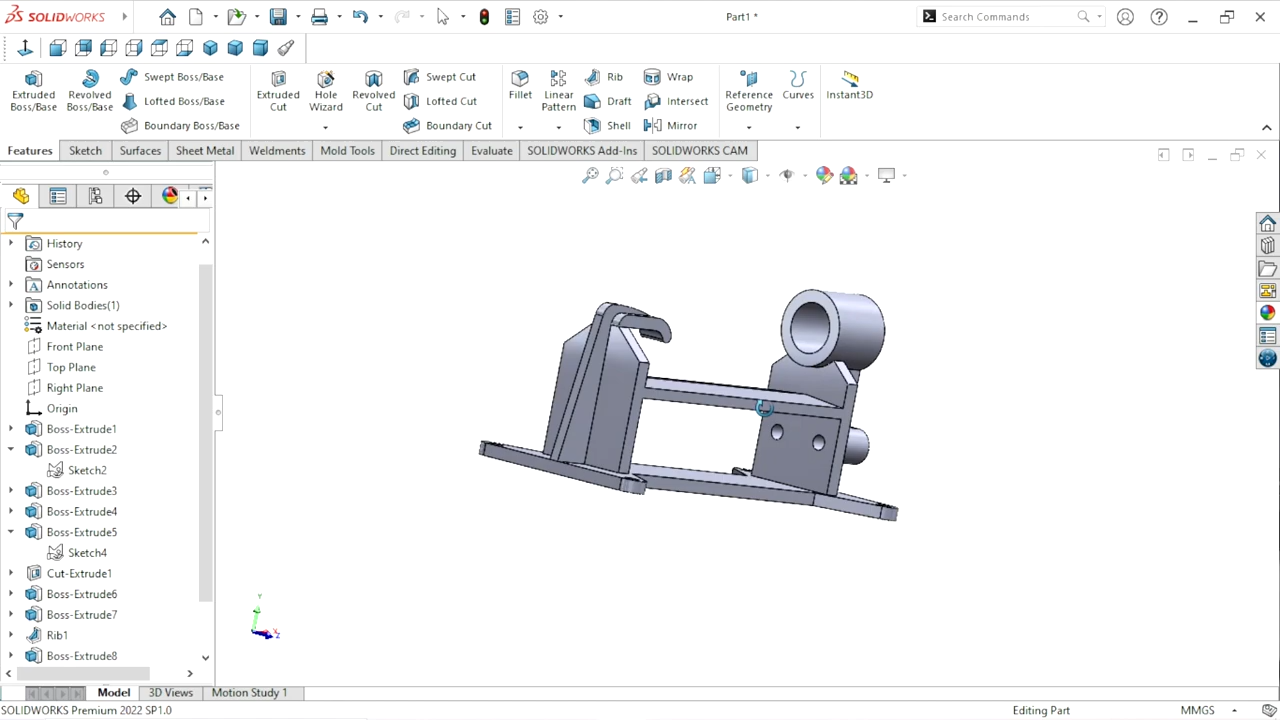 SOLIDWORKS
Part1 *
Search Commands
Extruded Boss/Base
Revolved Boss/Base
Swept Boss/Base
Lofted Boss/Base
Boundary Boss/Base
Extruded Cut
Hole Wizard
Revolved Cut
Swept Cut
Lofted Cut
Boundary Cut
Fillet
Linear Pattern
Rib
Draft
Shell
Wrap
Intersect
Mirror
Reference Geometry
Curves
Instant3D
Features
Sketch
Surfaces
Sheet Metal
Weldments
Mold Tools
Direct Editing
Evaluate
SOLIDWORKS Add-Ins
SOLIDWORKS CAM
History
Sensors
Annotations
Solid Bodies(1)
Material <not specified>
Front Plane
Top Plane
Right Plane
Origin
Boss-Extrude1
Boss-Extrude2
Sketch2
Boss-Extrude3
Boss-Extrude4
Boss-Extrude5
Sketch4
Cut-Extrude1
Boss-Extrude6
Boss-Extrude7
Rib1
Boss-Extrude8
Y
Z
Model
3D Views
Motion Study 1
SOLIDWORKS Premium 2022 SP1.0
Editing Part
MMGS